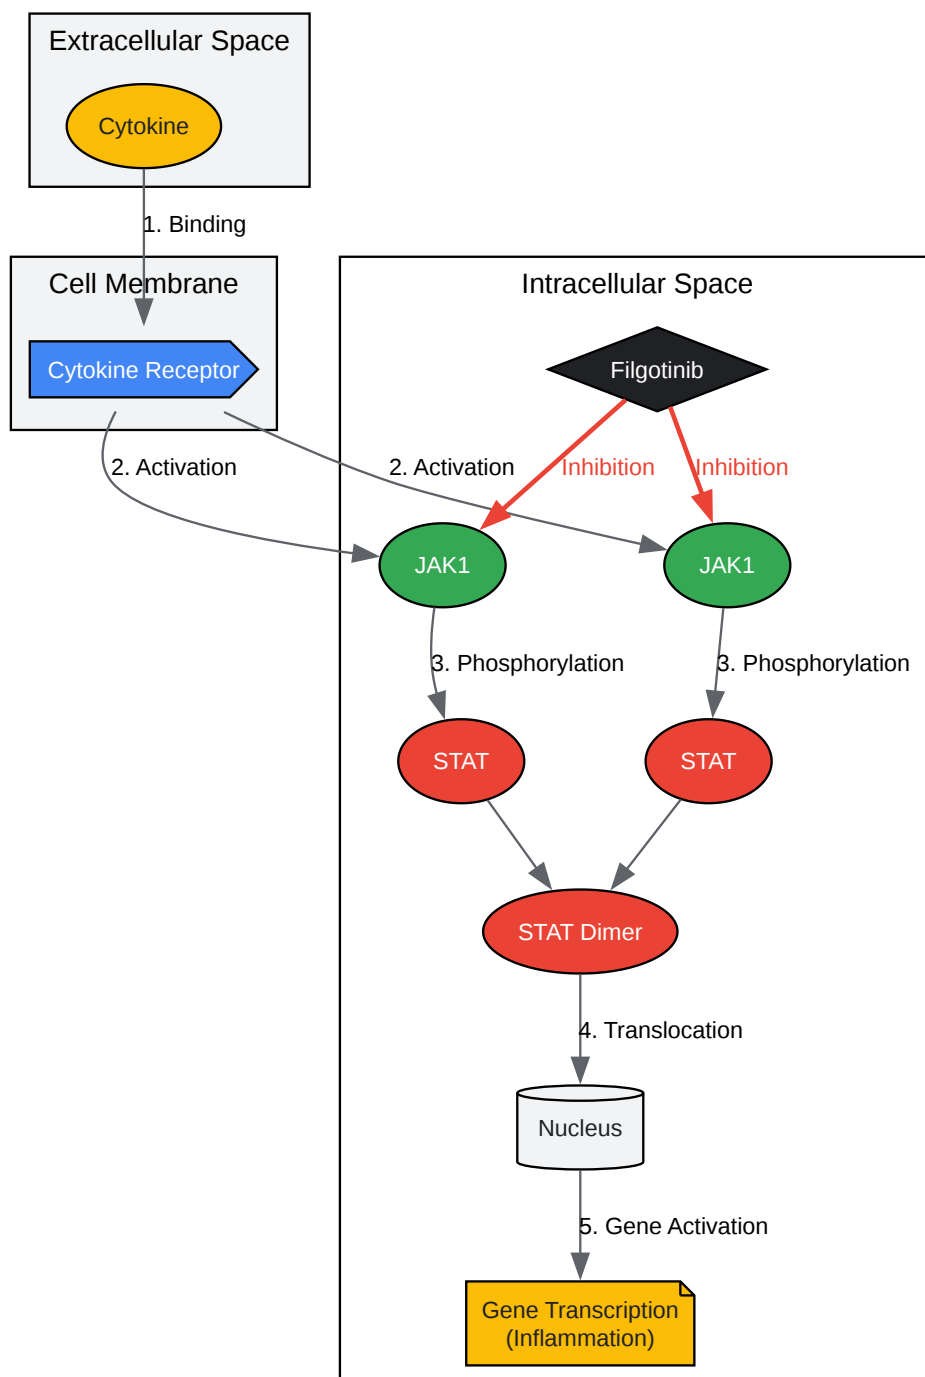 Extracellular Space
Cytokine
1. Binding
Cell Membrane
Intracellular Space
Cytokine Receptor
Filgotinib
2. Activation
2. Activation
Inhibition
Inhibition
JAK1
JAK1
3. Phosphorylation
3. Phosphorylation
STAT
STAT
STAT Dimer
4. Translocation
Nucleus
5. Gene Activation
Gene Transcription
(Inflammation)